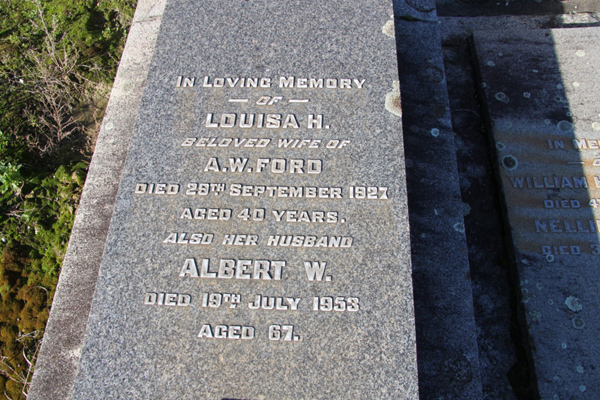 IN LOVING MEMORY
OF
LOUISA H.
BELOVED WIFE OF
A.W. FORD
DIED 29TH SEPTEMBER 1927
AGED 40 YEARS.
ALSO HER HUSBAND
ALBERT W.
DIED 19TH JULY 1953
AGED 67.
IN ME
WILLIAM
DIED
NELLI
DIED